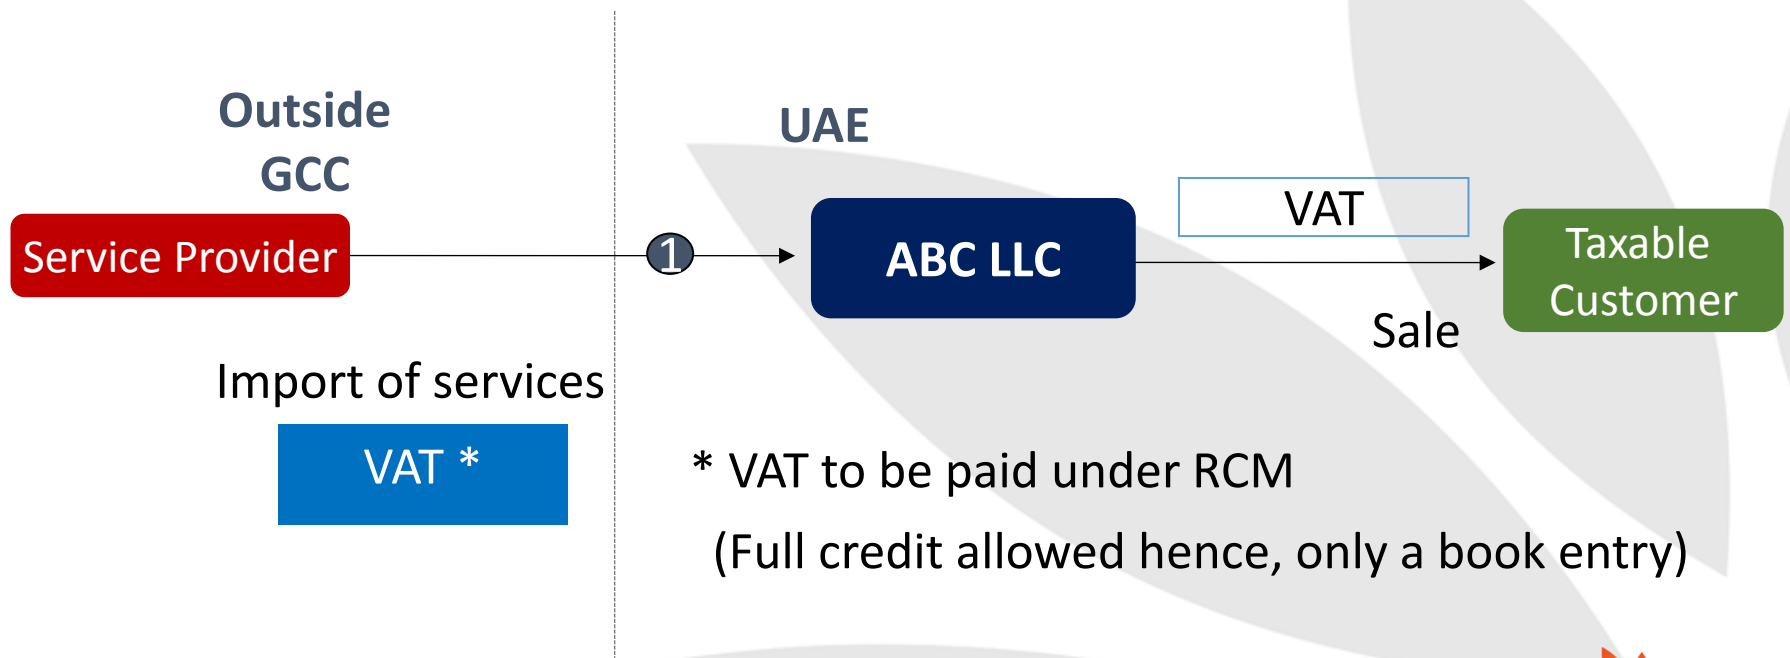 Outside
GCC
UAE
Service Provider
1
ABC LLC
VAT
Taxable
Customer
Sale
Import of services
VAT *
* VAT to be paid under RCM
(Full credit allowed hence, only a book entry)